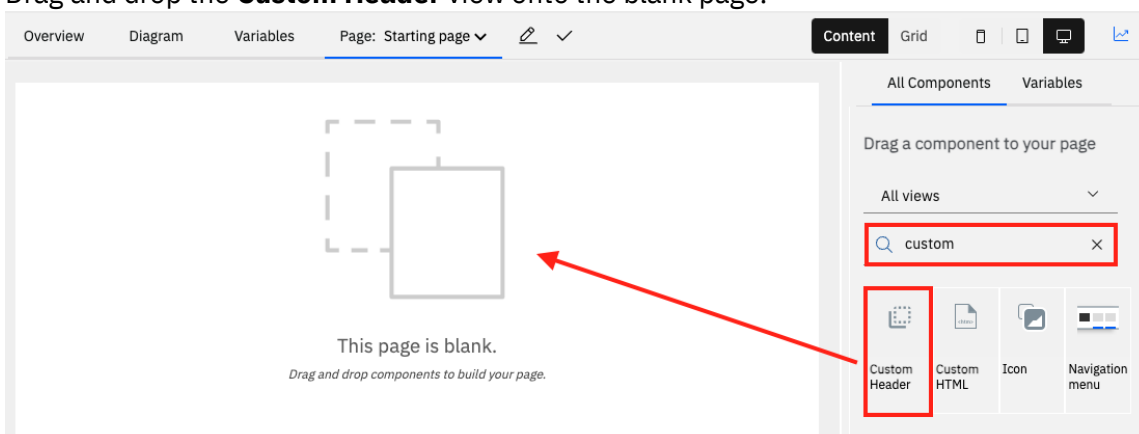 Drag and drop the Custom Header view onto the blank page.
Overview Diagram Variables Page: Starting page Content Grid
All Components Variables
Drag a component to your page
All views
custom
Custom Header
Custom HTML
Icon
Navigation menu
This page is blank.
Drag and drop components to build your page.